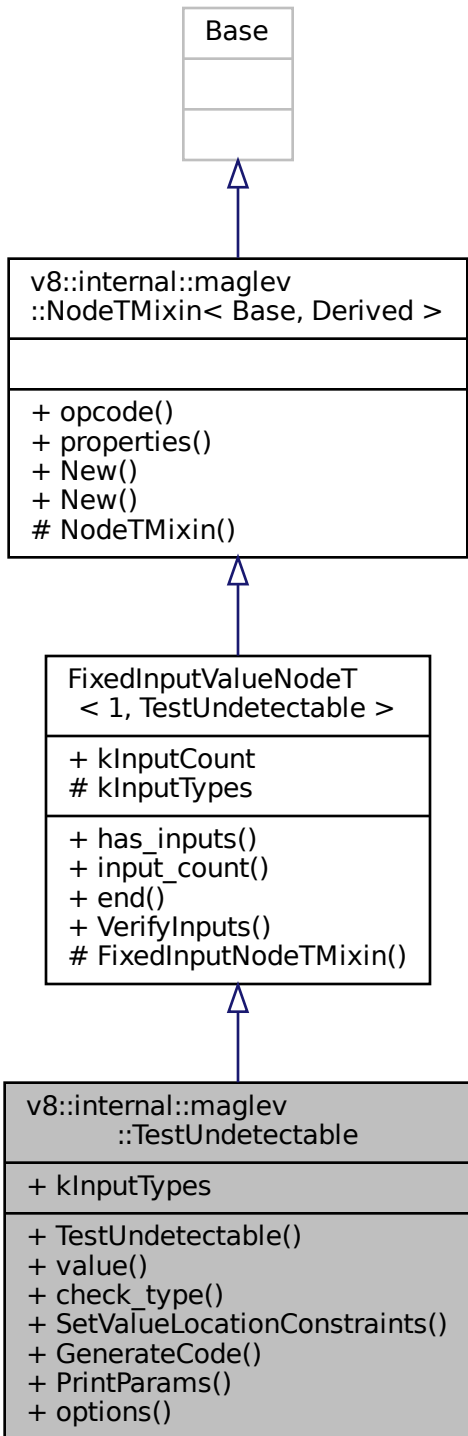 Base
v8::internal::maglev
::NodeTMixin< Base, Derived >
+ opcode()
+ properties()
+ New()
+ New()
# NodeTMixin()
FixedInputValueNodeT
< 1, TestUndetectable >
+ kInputCount
# kInputTypes
+ has_inputs()
+ input_count()
+ end()
+ VerifyInputs()
# FixedInputNodeTMixin()
v8::internal::maglev
::TestUndetectable
+ kInputTypes
+ TestUndetectable()
+ value()
+ check_type()
+ SetValueLocationConstraints()
+ GenerateCode()
+ PrintParams()
+ options()